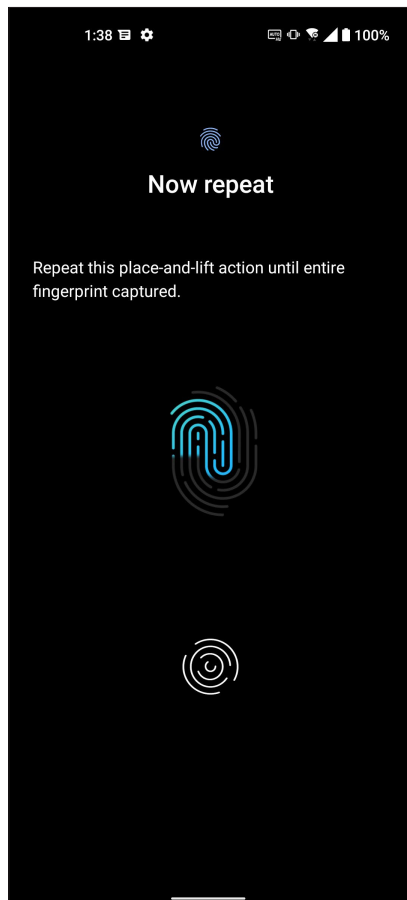 1:38
100%
Now repeat
Repeat this place-and-lift action until entire
fingerprint captured.